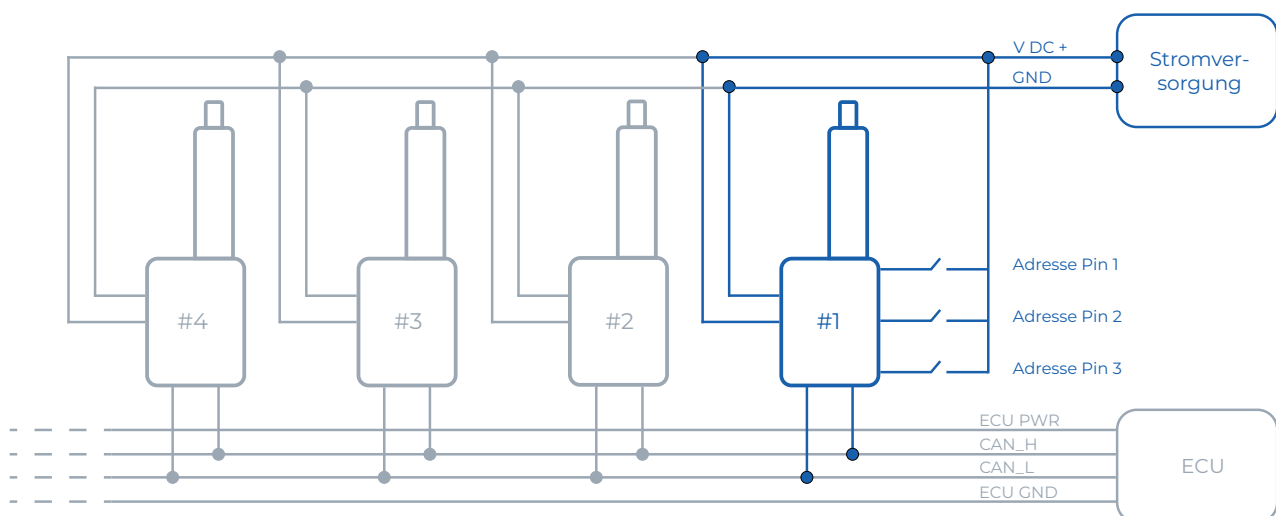 V DC +
GND
Stromver-
sorgung
#4
#3
#2
#1
Adresse Pin 1
Adresse Pin 2
Adresse Pin 3
ECU PWR
CAN_H
CAN_L
ECU GND
ECU